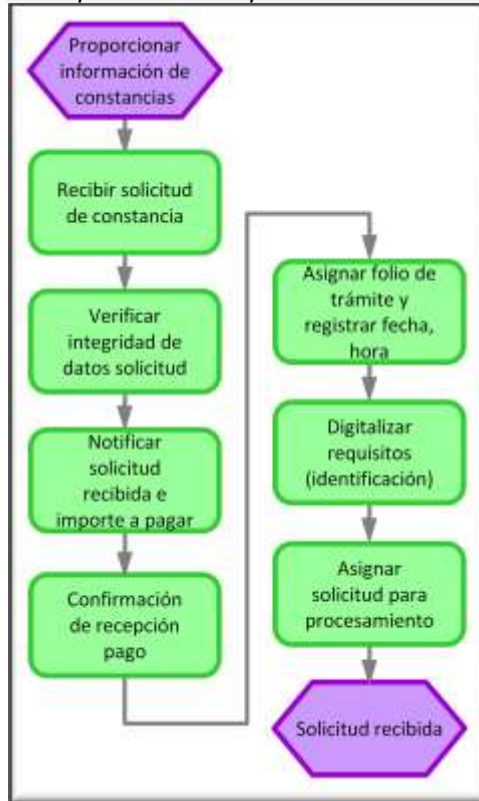 Proporcionar
información de
constancias
Recibir solicitud
de constancia
Verificar
integridad de
datos solicitud
Notificar
solicitud
recibida e
importe a pagar
Confirmación
de recepción
pago
Asignar folio de
trámite y
registrar fecha,
hora
Digitalizar
requisitos
(identificación)
Asignar
solicitud para
procesamiento
Solicitud recibida